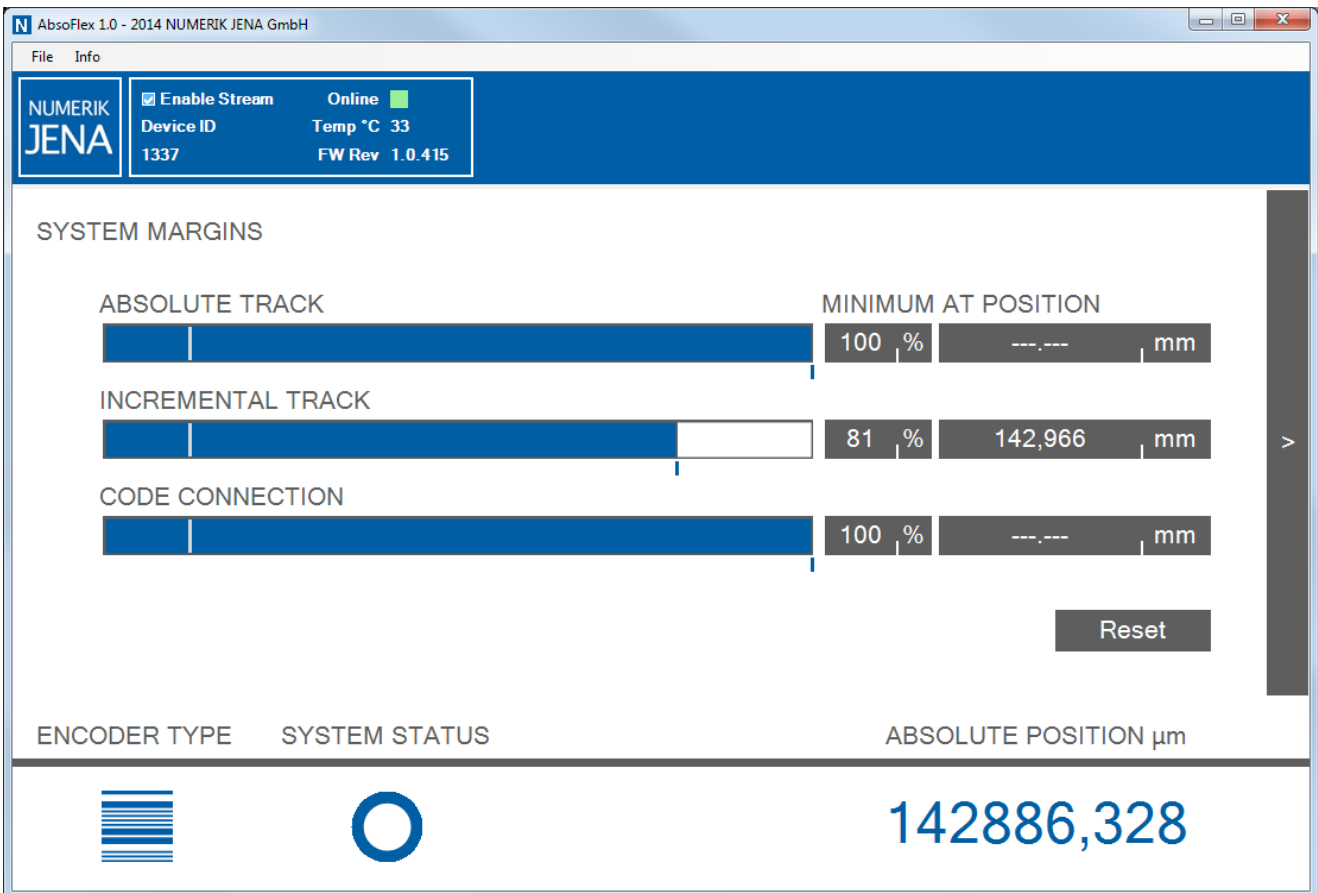 AbsoFlex 1.0 - 2014 NUMERIK JENA GmbH
File Info
NUMERIK
JENA
Enable Stream Online
Device ID Temp °C 33
1337 FW Rev 1.0.415
SYSTEM MARGINS
ABSOLUTE TRACK MINIMUM AT POSITION
100 % ---.--- mm
INCREMENTAL TRACK
81 % 142,966 mm
>
CODE CONNECTION
100 % ---.--- mm
Reset
ENCODER TYPE SYSTEM STATUS ABSOLUTE POSITION µm
142886,328